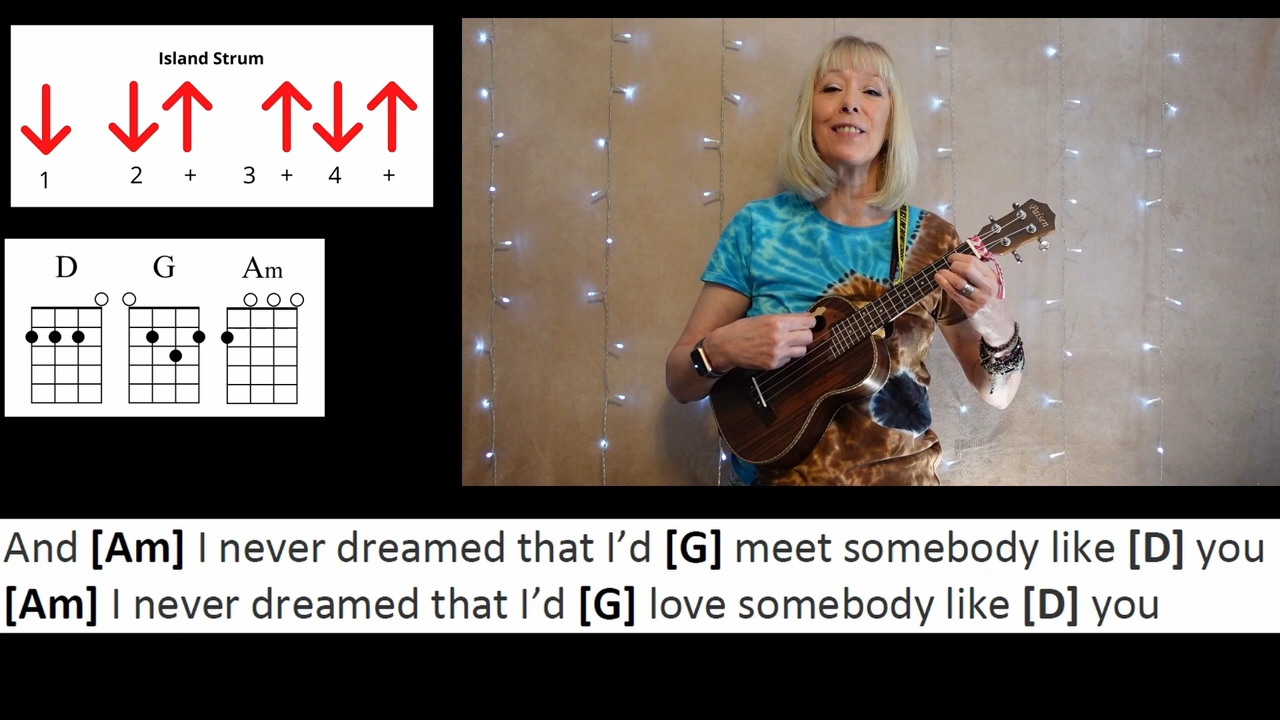 Island Strum
1 2 + 3 + 4 +
D G Am
Paisen
And [Am] I never dreamed that I’d [G] meet somebody like [D] you
[Am] I never dreamed that I’d [G] love somebody like [D] you